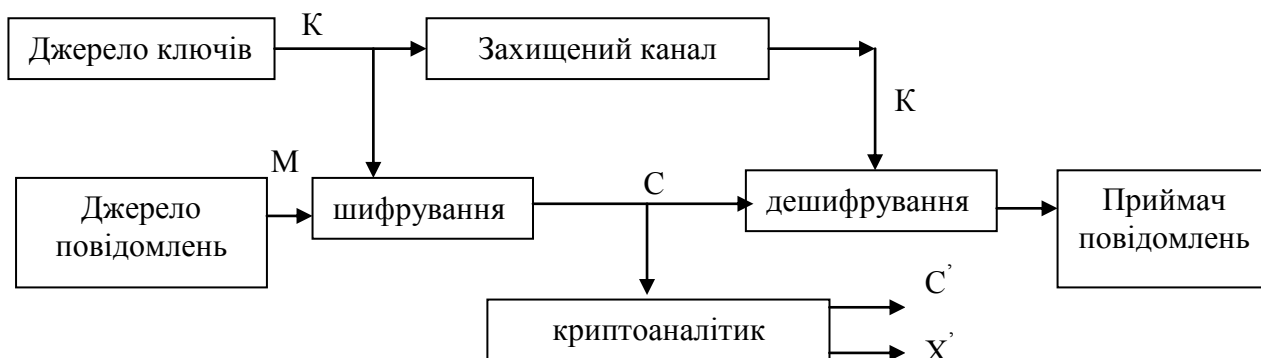 Джерело ключів
К
Захищений канал
К
Джерело
повідомлень
М
шифрування
С
дешифрування
Приймач
повідомлень
криптоаналітик
С’
Х’